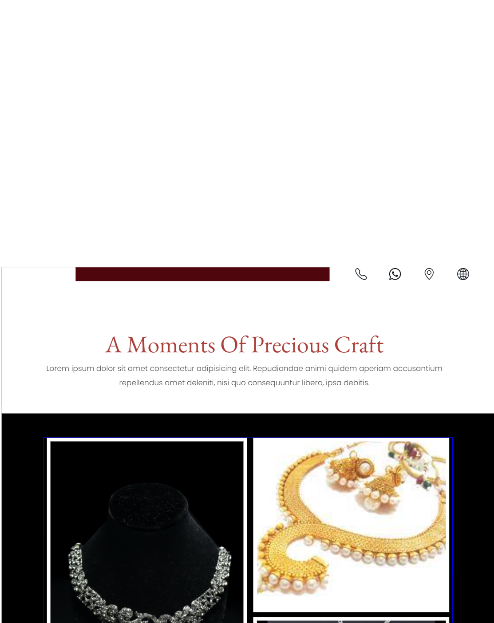 A Moments Of Precious Craft
Lorem ipsum dolor sit amet consectetur adipisicing elit. Repudiandae animi quidem aperiam accusantium
repellendus amet deleniti, nisi quo consequuntur libero, ipsa debitis.